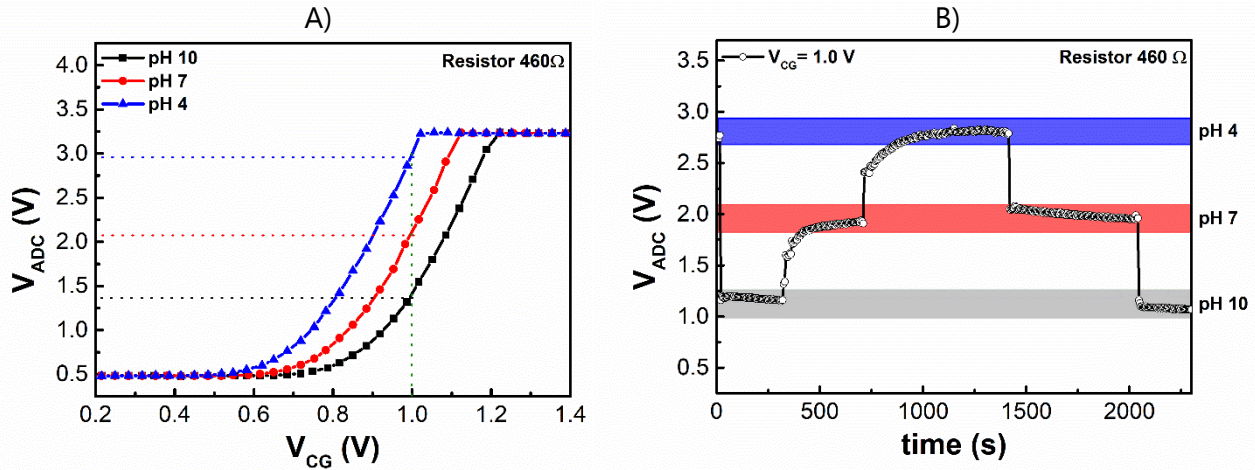 A)
pH 10
pH 7
pH 4
Resistor 460Ω
4.0
3.5
3.0
2.5
2.0
1.5
1.0
0.5
V_ADC (V)
0.2 0.4 0.6 0.8 1.0 1.2 1.4
V_CG (V)
B)
V_CG= 1.0 V
Resistor 460 Ω
3.5
3.0
2.5
2.0
1.5
1.0
0.5
V_ADC (V)
pH 4
pH 7
pH 10
0 500 1000 1500 2000
time (s)